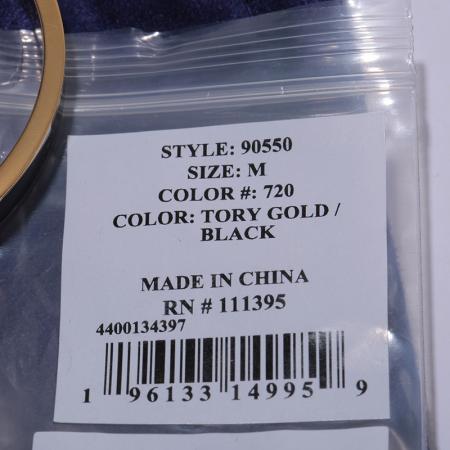 STYLE: 90550
SIZE: M
COLOR #: 720
COLOR: TORY GOLD /
BLACK
MADE IN CHINA
RN # 111395
4400134397
1 96133 14995 9